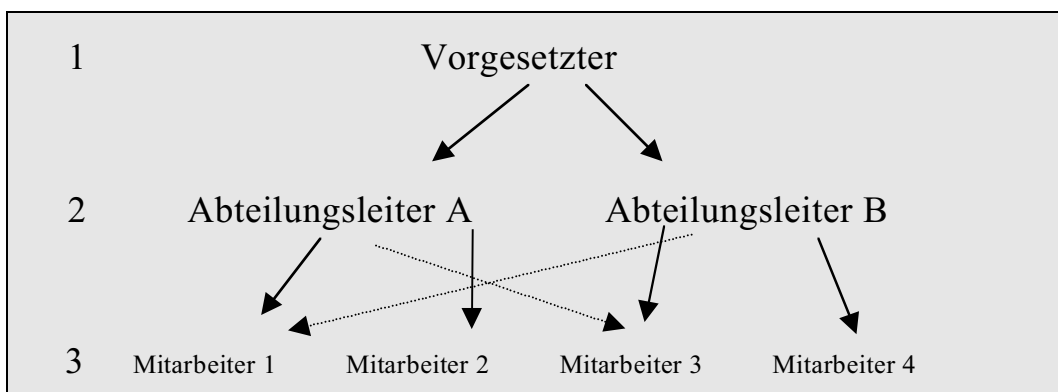 1 Vorgesetzter
2 Abteilungsleiter A Abteilungsleiter B
3 Mitarbeiter 1 Mitarbeiter 2 Mitarbeiter 3 Mitarbeiter 4